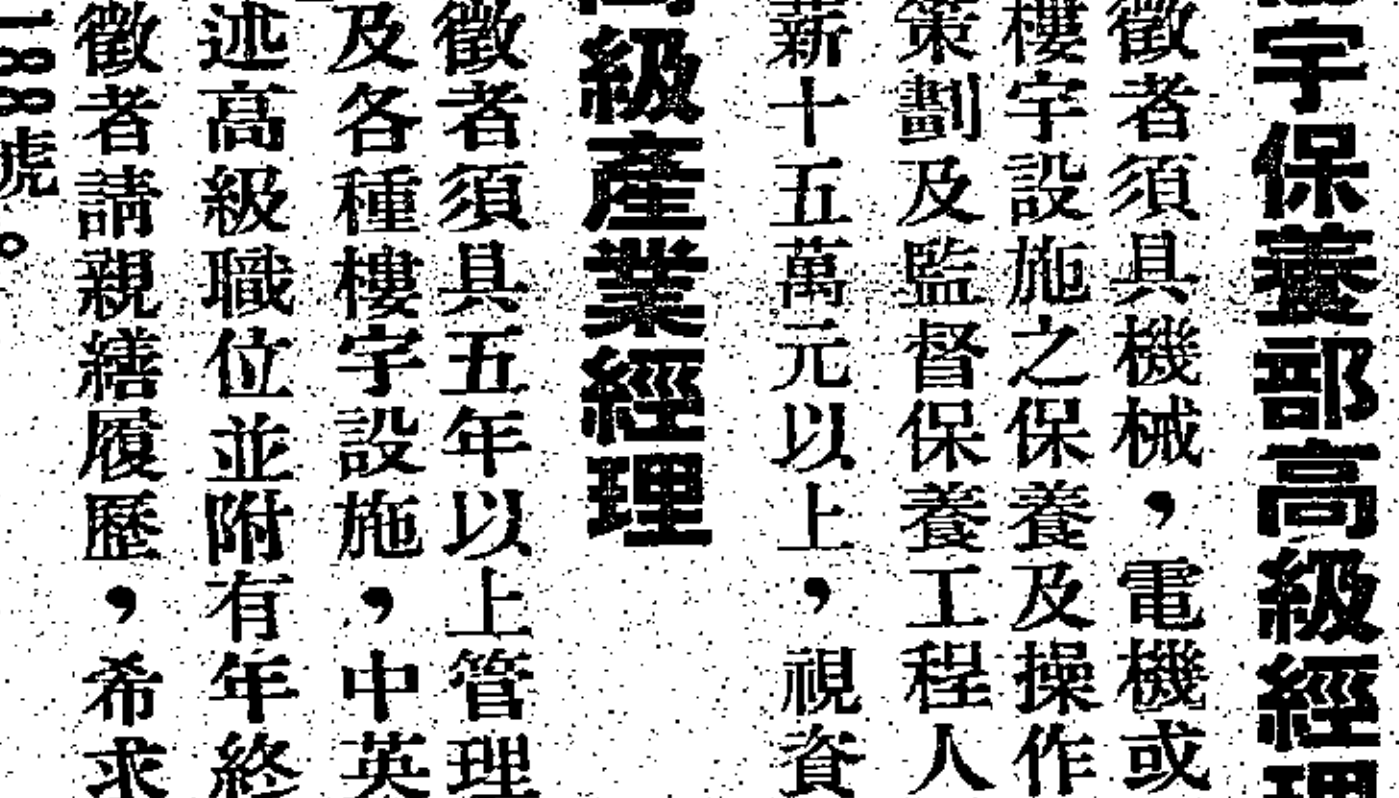 宇保養部高級經理
徵者須具機械，電機或
樓宇設施之保養及操作
策劃及監督保養工程人
薪十五萬元以上，視資
高級產業經理
徵者須具五年以上管理
及各種樓宇設施，中英
述高級職位並附有年終
徵者請親繕履歷，希求
188號。